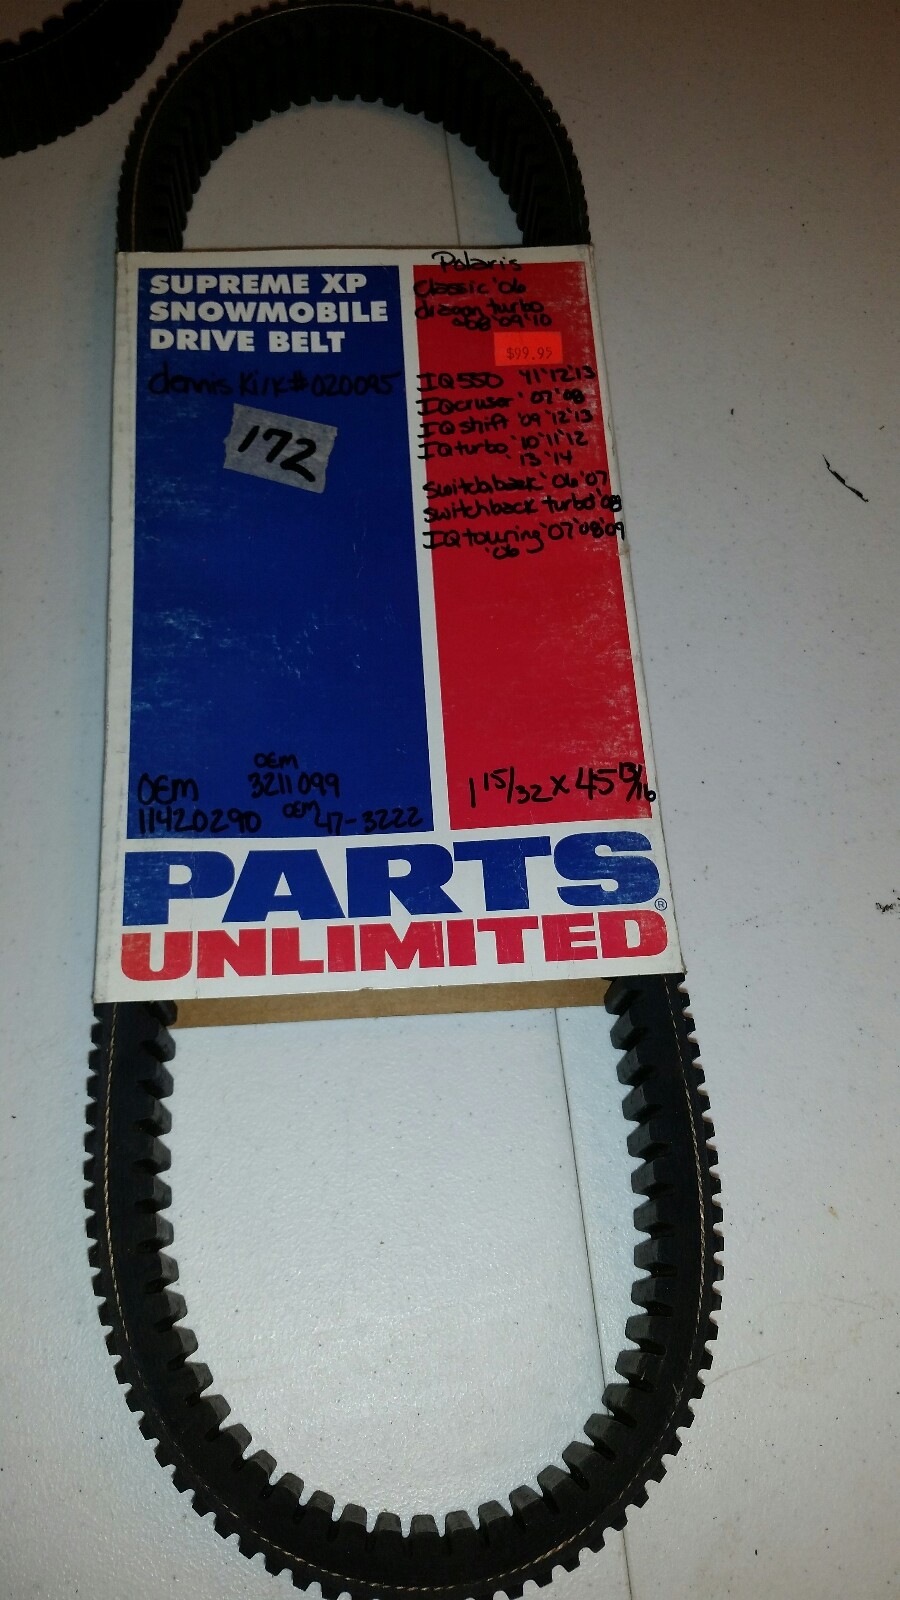 SUPREME XP
SNOWMOBILE
DRIVE BELT
dennis Kirk # 020095
172
Polaris
Classic '06
dragon turbo
'08 '09 '10
$99.95
IQ 550 '11 '12 '13
IQ cruser '07 '08
IQ shift '09 '12 '13
IQ turbo '10 '11 '12
'13 '14
Switchback '06 '07
switchback turbo '08
IQ touring '07 '08 '09
'06
OEM
3211099
OEM
11420290
OEM 47-3222
1 15/32 x 45 13/16
PARTS
UNLIMITED®